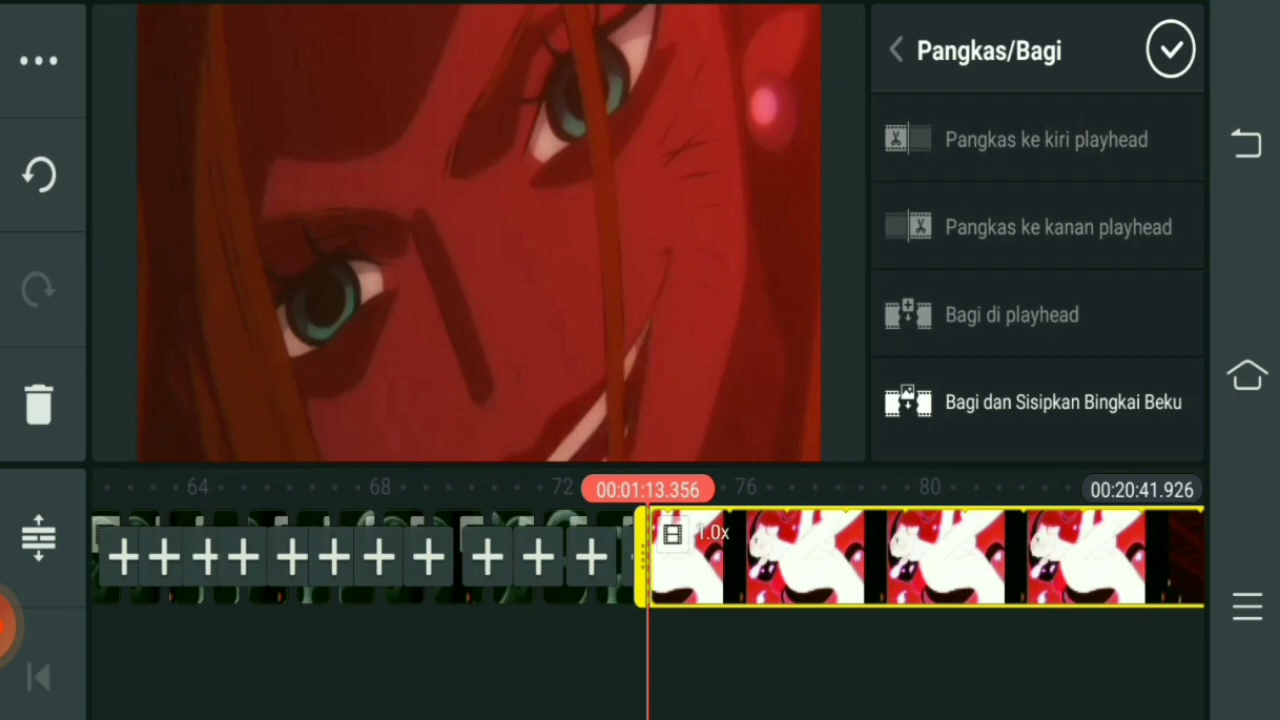 Pangkas/Bagi
Pangkas ke kiri playhead
Pangkas ke kanan playhead
Bagi di playhead
Bagi dan Sisipkan Bingkai Beku
64 68 72 00:01:13.356 76 80 00:20:41.926
1.0x